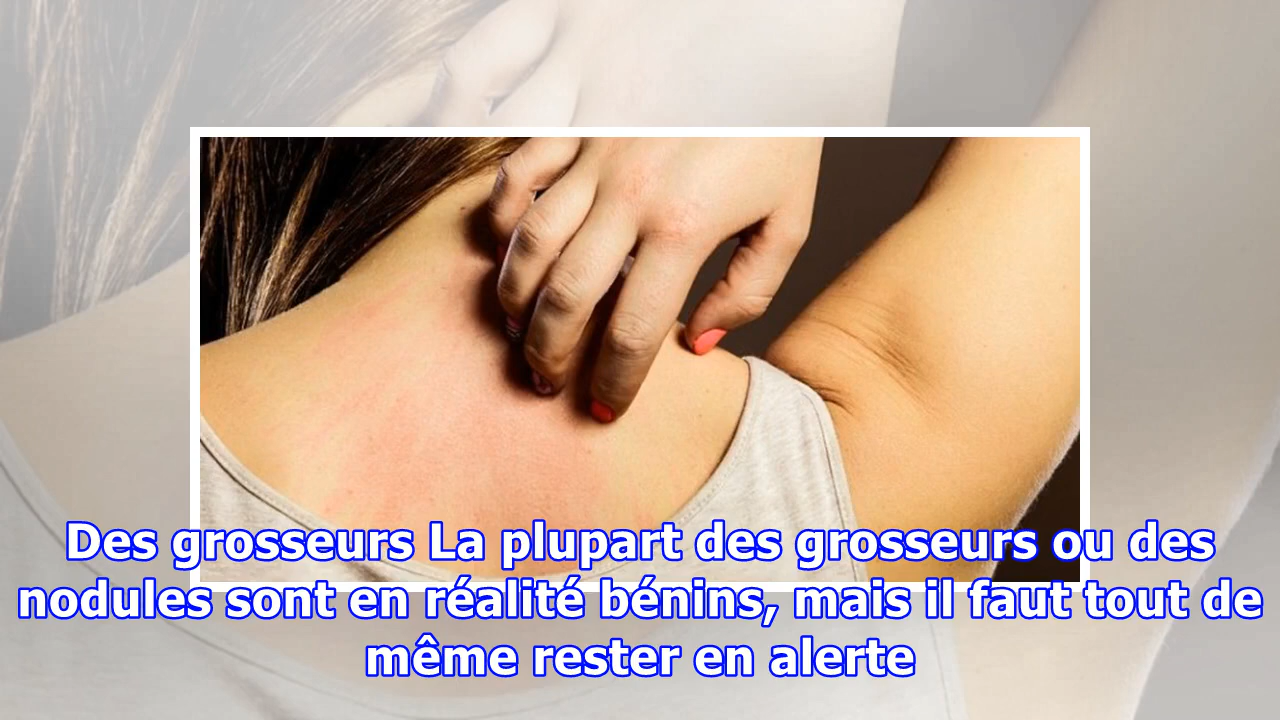 Des grosseurs La plupart des grosseurs ou des
nodules sont en réalité bénins, mais il faut tout de
même rester en alerte